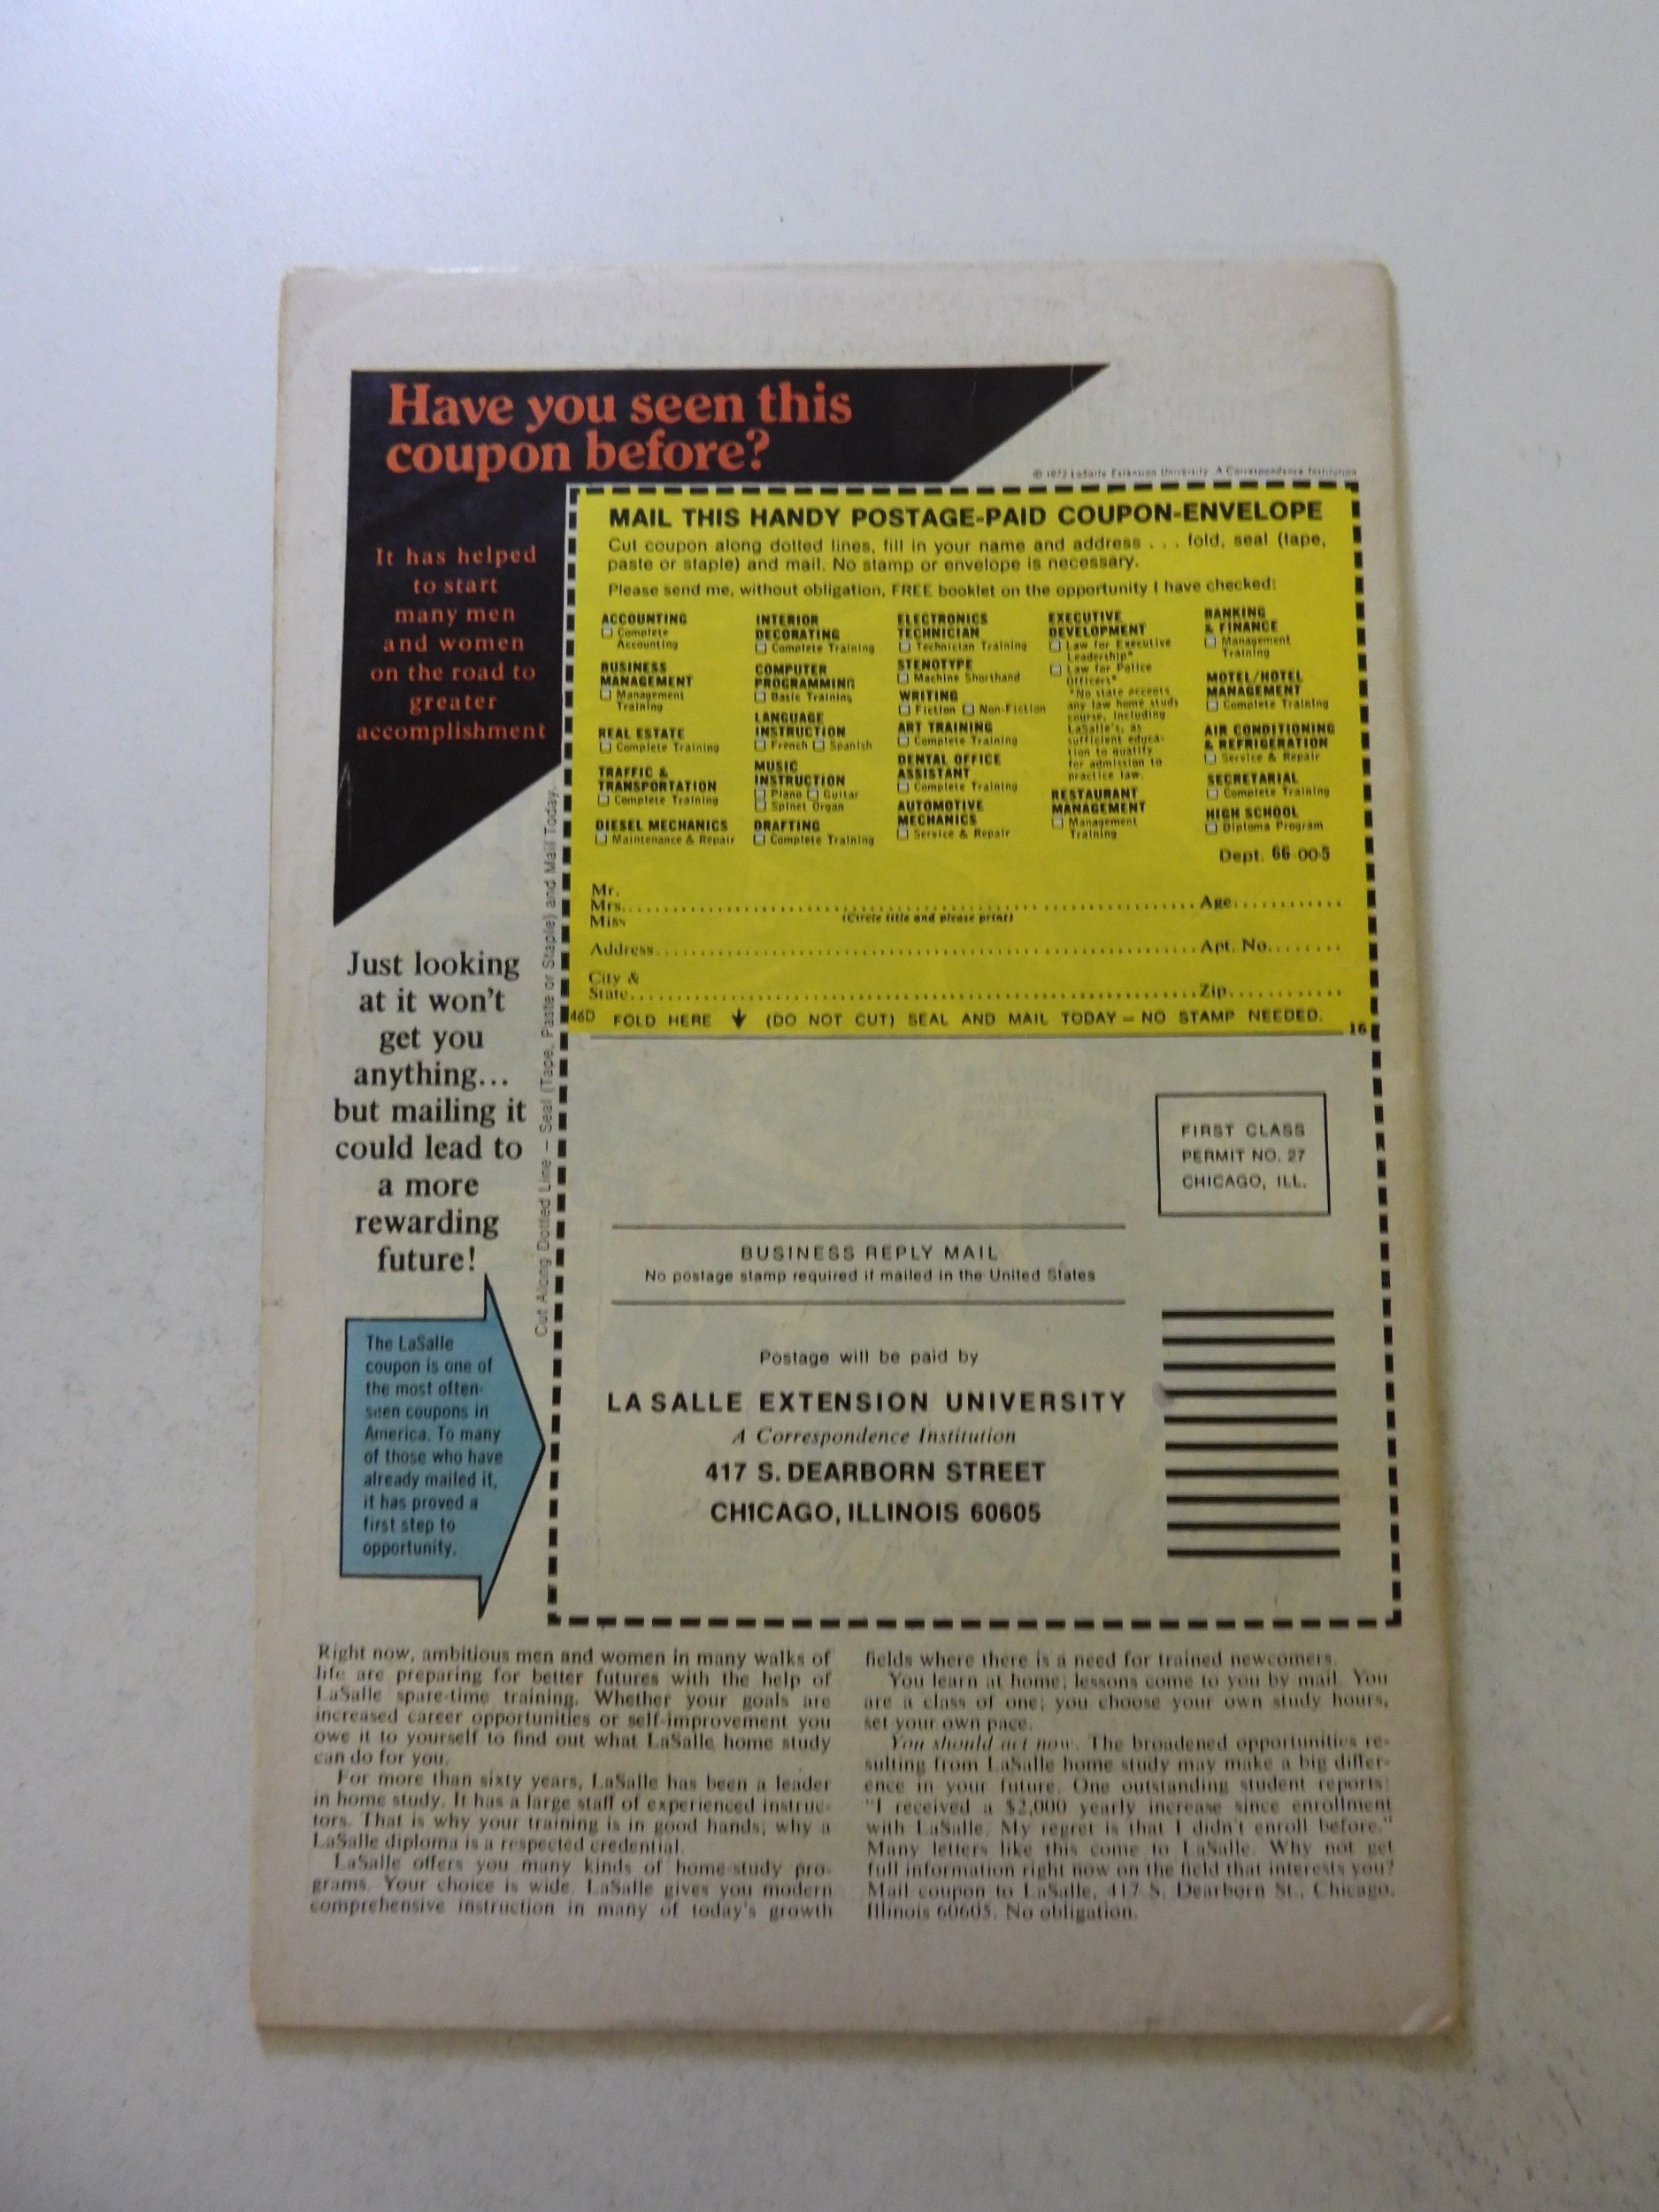 Have you seen this
coupon before?
It has helped
to start
many men
and women
on the road to
greater
accomplishment
© 1972 LaSalle Extension University A Correspondence Institution
MAIL THIS HANDY POSTAGE-PAID COUPON-ENVELOPE
Cut coupon along dotted lines, fill in your name and address . . . fold, seal (tape,
paste or staple) and mail. No stamp or envelope is necessary.
Please send me, without obligation, FREE booklet on the opportunity I have checked:
ACCOUNTING
Complete
Accounting
BUSINESS
MANAGEMENT
Management
Training
REAL ESTATE
Complete Training
TRAFFIC &
TRANSPORTATION
Complete Training
DIESEL MECHANICS
Maintenance & Repair
INTERIOR
DECORATING
Complete Training
COMPUTER
PROGRAMMING
Basic Training
LANGUAGE
INSTRUCTION
French Spanish
MUSIC
INSTRUCTION
Piano Guitar
Spinet Organ
DRAFTING
Complete Training
ELECTRONICS
TECHNICIAN
Technician Training
STENOTYPE
Machine Shorthand
WRITING
Fiction Non-Fiction
ART TRAINING
Complete Training
DENTAL OFFICE
ASSISTANT
Complete Training
AUTOMOTIVE
MECHANICS
Service & Repair
EXECUTIVE
DEVELOPMENT
Law for Executive
Leadership*
Law for Police
Officers*
*No state accepts
any law home study
course, including
LaSalle's, as
sufficient educa-
tion to qualify
for admission to
practice law.
RESTAURANT
MANAGEMENT
Management
Training
BANKING
& FINANCE
Management
Training
MOTEL/HOTEL
MANAGEMENT
Complete Training
AIR CONDITIONING
& REFRIGERATION
Service & Repair
SECRETARIAL
Complete Training
HIGH SCHOOL
Diploma Program
Dept. 66-005
Mr.
Mrs. Age
Miss (Circle title and please print)
Address Apt. No.
City &
State Zip
46D FOLD HERE ↓ (DO NOT CUT) SEAL AND MAIL TODAY – NO STAMP NEEDED.
16
Cut Along Dotted Line – Seal (Tape, Paste or Staple) and Mail Today.
Just looking
at it won't
get you
anything...
but mailing it
could lead to
a more
rewarding
future!
The LaSalle
coupon is one of
the most often-
seen coupons in
America. To many
of those who have
already mailed it,
it has proved a
first step to
opportunity.
FIRST CLASS
PERMIT NO. 27
CHICAGO, ILL.
BUSINESS REPLY MAIL
No postage stamp required if mailed in the United States
Postage will be paid by
LA SALLE EXTENSION UNIVERSITY
A Correspondence Institution
417 S. DEARBORN STREET
CHICAGO, ILLINOIS 60605
Right now, ambitious men and women in many walks of
life are preparing for better futures with the help of
LaSalle spare-time training. Whether your goals are
increased career opportunities or self-improvement you
owe it to yourself to find out what LaSalle home study
can do for you.
For more than sixty years, LaSalle has been a leader
in home study. It has a large staff of experienced instruc-
tors. That is why your training is in good hands; why a
LaSalle diploma is a respected credential.
LaSalle offers you many kinds of home-study pro-
grams. Your choice is wide. LaSalle gives you modern
comprehensive instruction in many of today's growth
fields where there is a need for trained newcomers.
You learn at home; lessons come to you by mail. You
are a class of one; you choose your own study hours,
set your own pace.
You should act now. The broadened opportunities re-
sulting from LaSalle home study may make a big differ-
ence in your future. One outstanding student reports:
"I received a $2,000 yearly increase since enrollment
with LaSalle. My regret is that I didn't enroll before."
Many letters like this come to LaSalle. Why not get
full information right now on the field that interests you?
Mail coupon to LaSalle, 417 S. Dearborn St., Chicago,
Illinois 60605. No obligation.